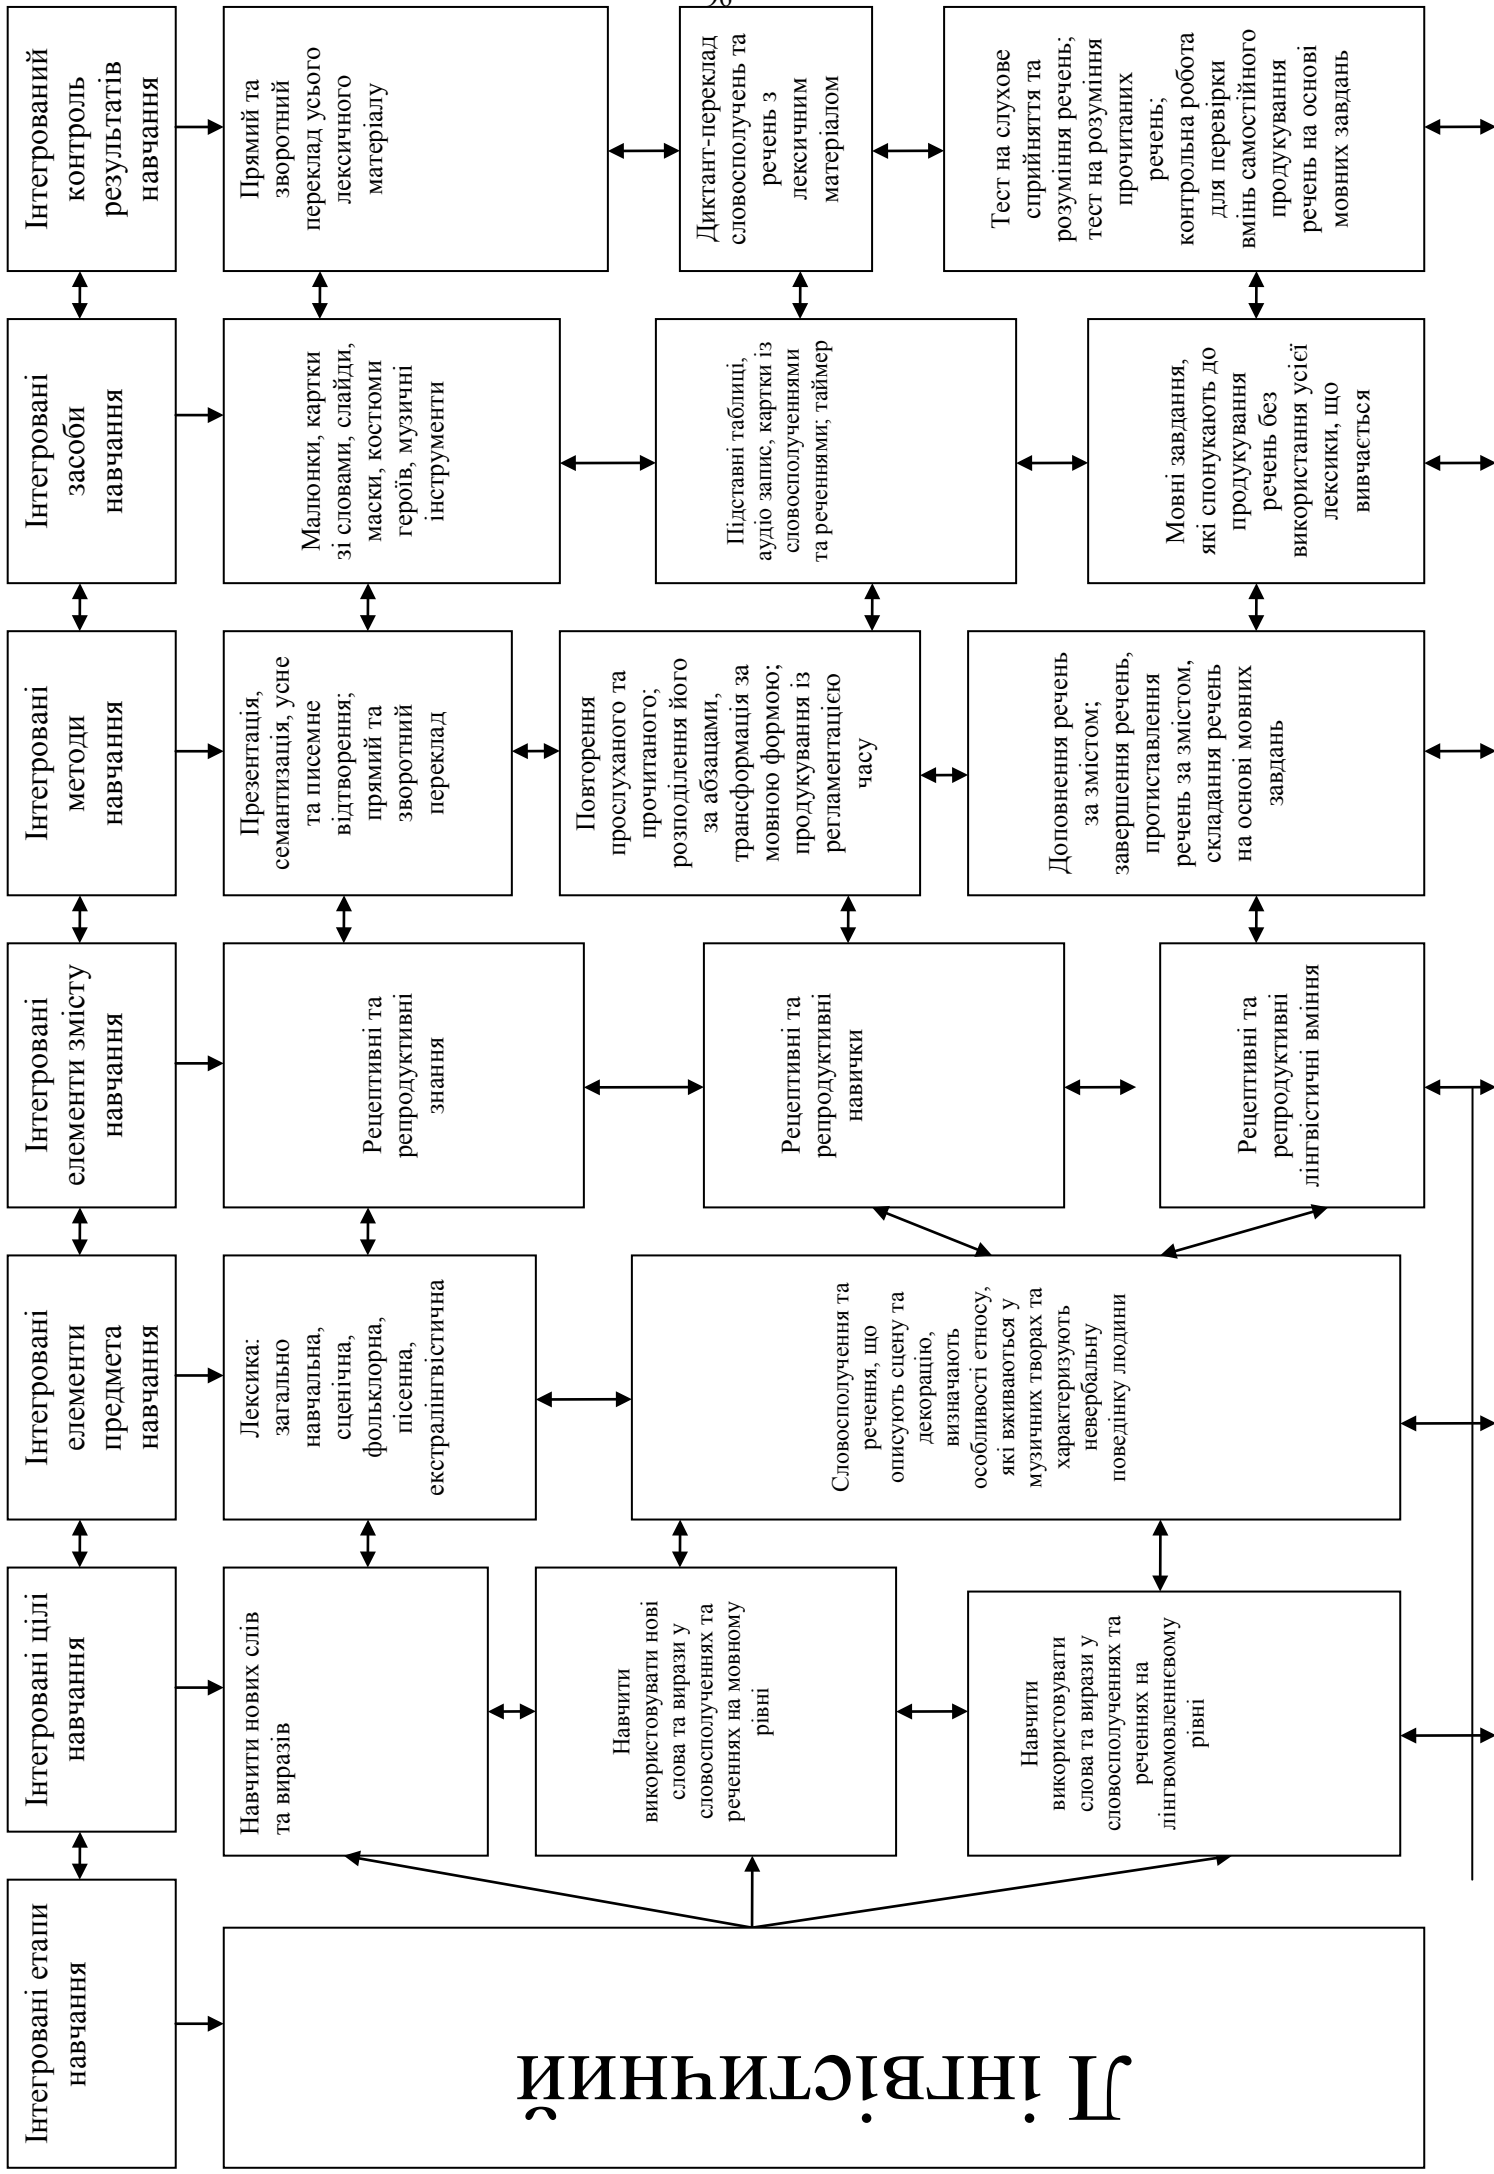 Інтегровані етапи
навчання
Інтегровані цілі
навчання
Інтегровані
елементи
предмета
навчання
Інтегровані
елементи змісту
навчання
Інтегровані
методи
навчання
Інтегровані
засоби
навчання
Інтегрований
контроль
результатів
навчання
Л інгвістичний
Навчити нових слів
та виразів
Лексика:
загально
навчальна,
сценічна,
фольклорна,
пісенна,
екстралінгвістична
Рецептивні та
репродуктивні
знання
Презентація,
семантизація, усне
та писемне
відтворення;
прямий та
зворотний
переклад
Малюнки, картки
зі словами, слайди,
маски, костюми
героїв, музичні
інструменти
Прямий та
зворотний
переклад усього
лексичного
матеріалу
Навчити
використовувати нові
слова та вирази у
словосполученнях та
реченнях на мовному
рівні
Словосполучення та
речення, що
описують сцену та
декорацію,
визначають
особливості етносу,
які вживаються у
музичних творах та
характеризують
невербальну
поведінку людини
Рецептивні та
репродуктивні
навички
Повторення
прослуханого та
прочитаного;
розподілення його
за абзацами,
трансформація за
мовною формою;
продукування із
регламентацією
часу
Підставні таблиці,
аудіо запис, картки із
словосполученнями
та реченнями; таймер
Диктант-переклад
словосполучень та
речень з
лексичним
матеріалом
Навчити
використовувати
слова та вирази у
словосполученнях та
реченнях на
лінгвомовленнєвому
рівні
Рецептивні та
репродуктивні
лінгвістичні вміння
Доповнення речень
за змістом;
завершення речень,
протиставлення
речень за змістом,
складання речень
на основі мовних
завдань
Мовні завдання,
які спонукають до
продукування
речень без
використання усієї
лексики, що
вивчається
Тест на слухове
сприйняття та
розуміння речень;
тест на розуміння
прочитаних
речень;
контрольна робота
для перевірки
вмінь самостійного
продукування
речень на основі
мовних завдань